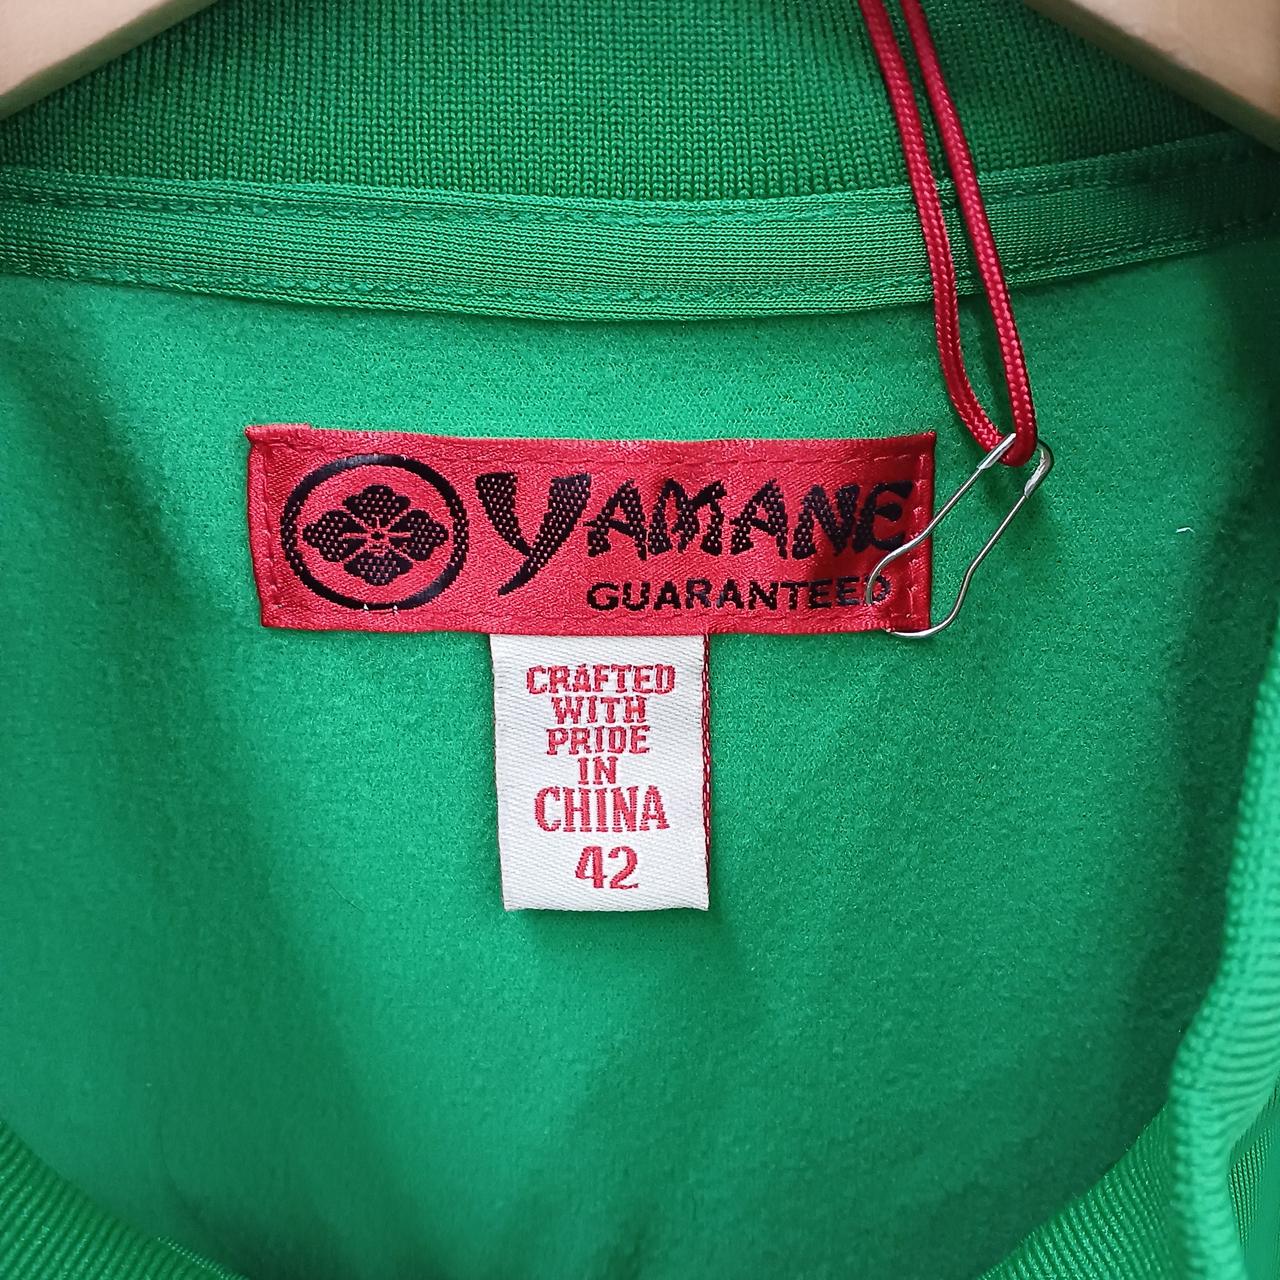 YAMANE
GUARANTEED
CRAFTED
WITH
PRIDE
IN
CHINA
42